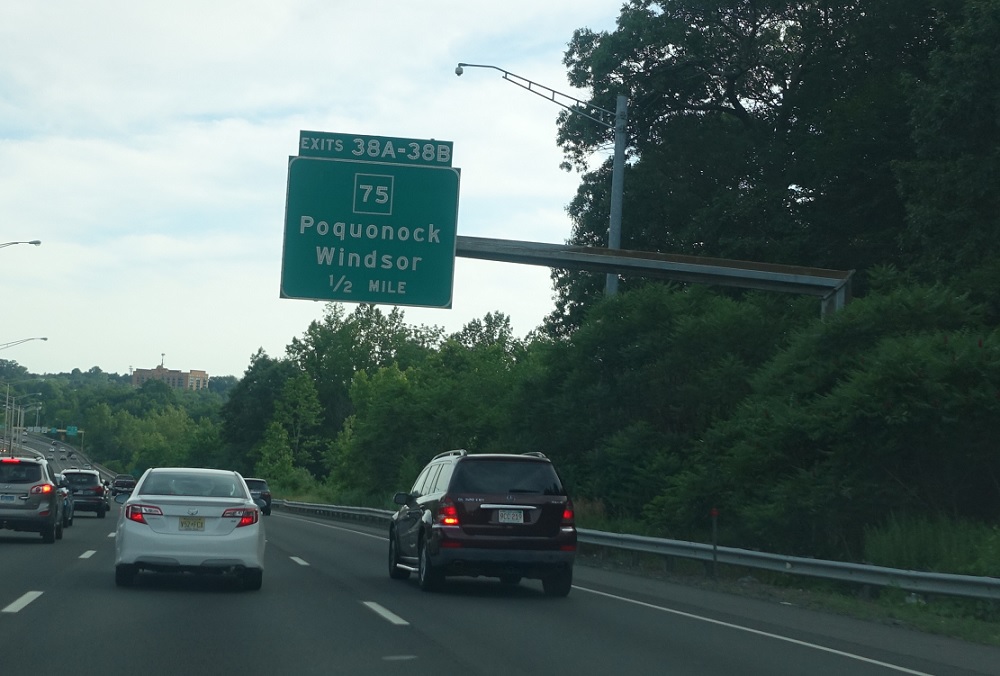 EXITS 38A-38B
75
Poquonock
Windsor
1/2 MILE